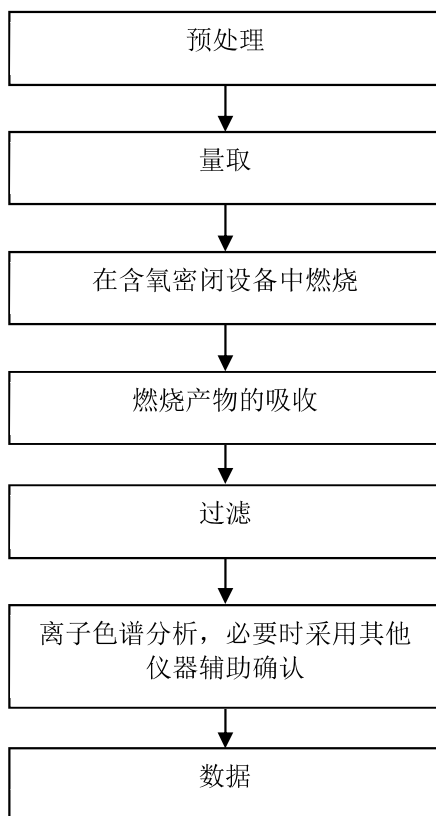 预处理
量取
在含氧密闭设备中燃烧
燃烧产物的吸收
过滤
离子色谱分析，必要时采用其他
仪器辅助确认
数据